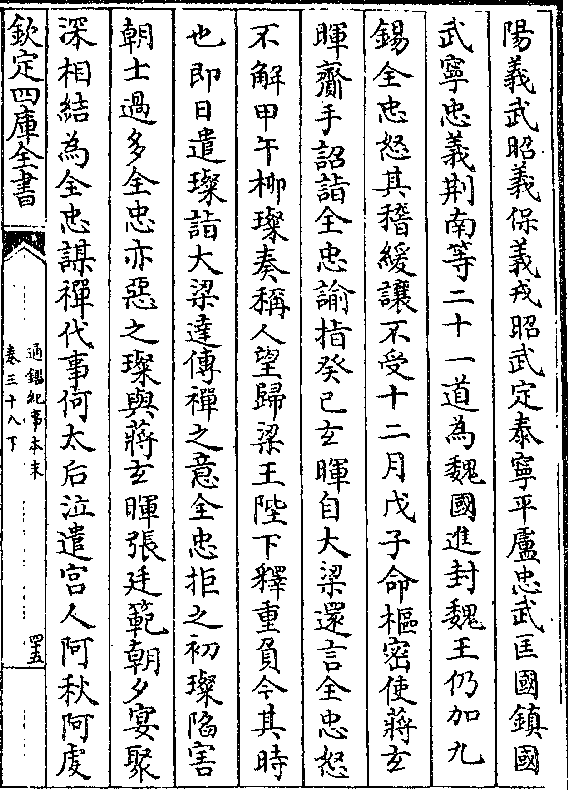 陽義武昭義保義戎昭武定泰寧平盧忠武匡國鎮國
武寧忠義荆南等二十一道為魏國進封魏王仍加九
錫全忠怒其稽緩讓不受十二月戊子命樞密使蔣玄
暉齎手詔詣全忠諭指癸巳玄暉自大梁還言全忠怒
不解甲午柳璨奏稱人望歸梁王陛下釋重負今其時
也即日遣璨詣大梁達傳禪之意全忠拒之初璨陷害
朝士過多全忠亦惡之璨與蔣玄暉張廷範朝夕宴聚
深相結為全忠謀禪代事何太后泣遣宫人阿秋阿虔
欽定四庫全書
通鑑紀事本末
卷三十八下
罜